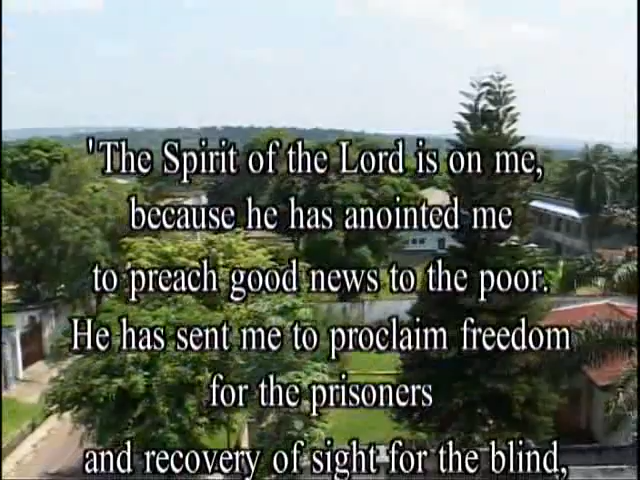 'The Spirit of the Lord is on me,
because he has anointed me
to preach good news to the poor.
He has sent me to proclaim freedom
for the prisoners
and recovery of sight for the blind,